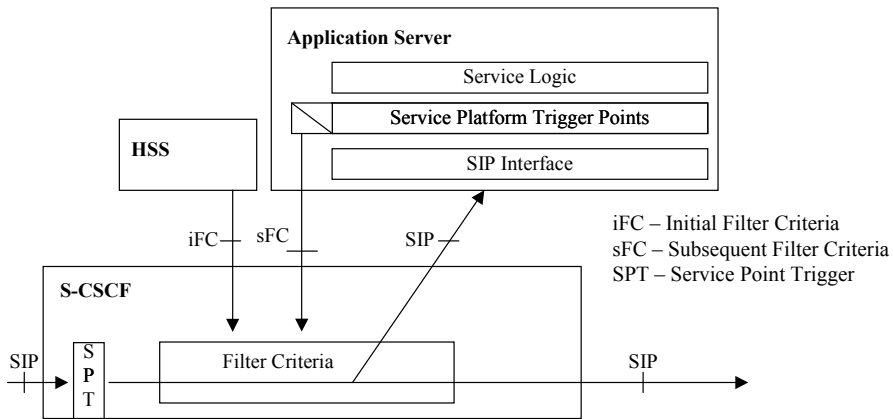 Application Server
Service Logic
Service Platform Trigger Points
SIP Interface
HSS
iFC
sFC
SIP
iFC – Initial Filter Criteria
sFC – Subsequent Filter Criteria
SPT – Service Point Trigger
S-CSCF
SIP
S
P
T
Filter Criteria
SIP